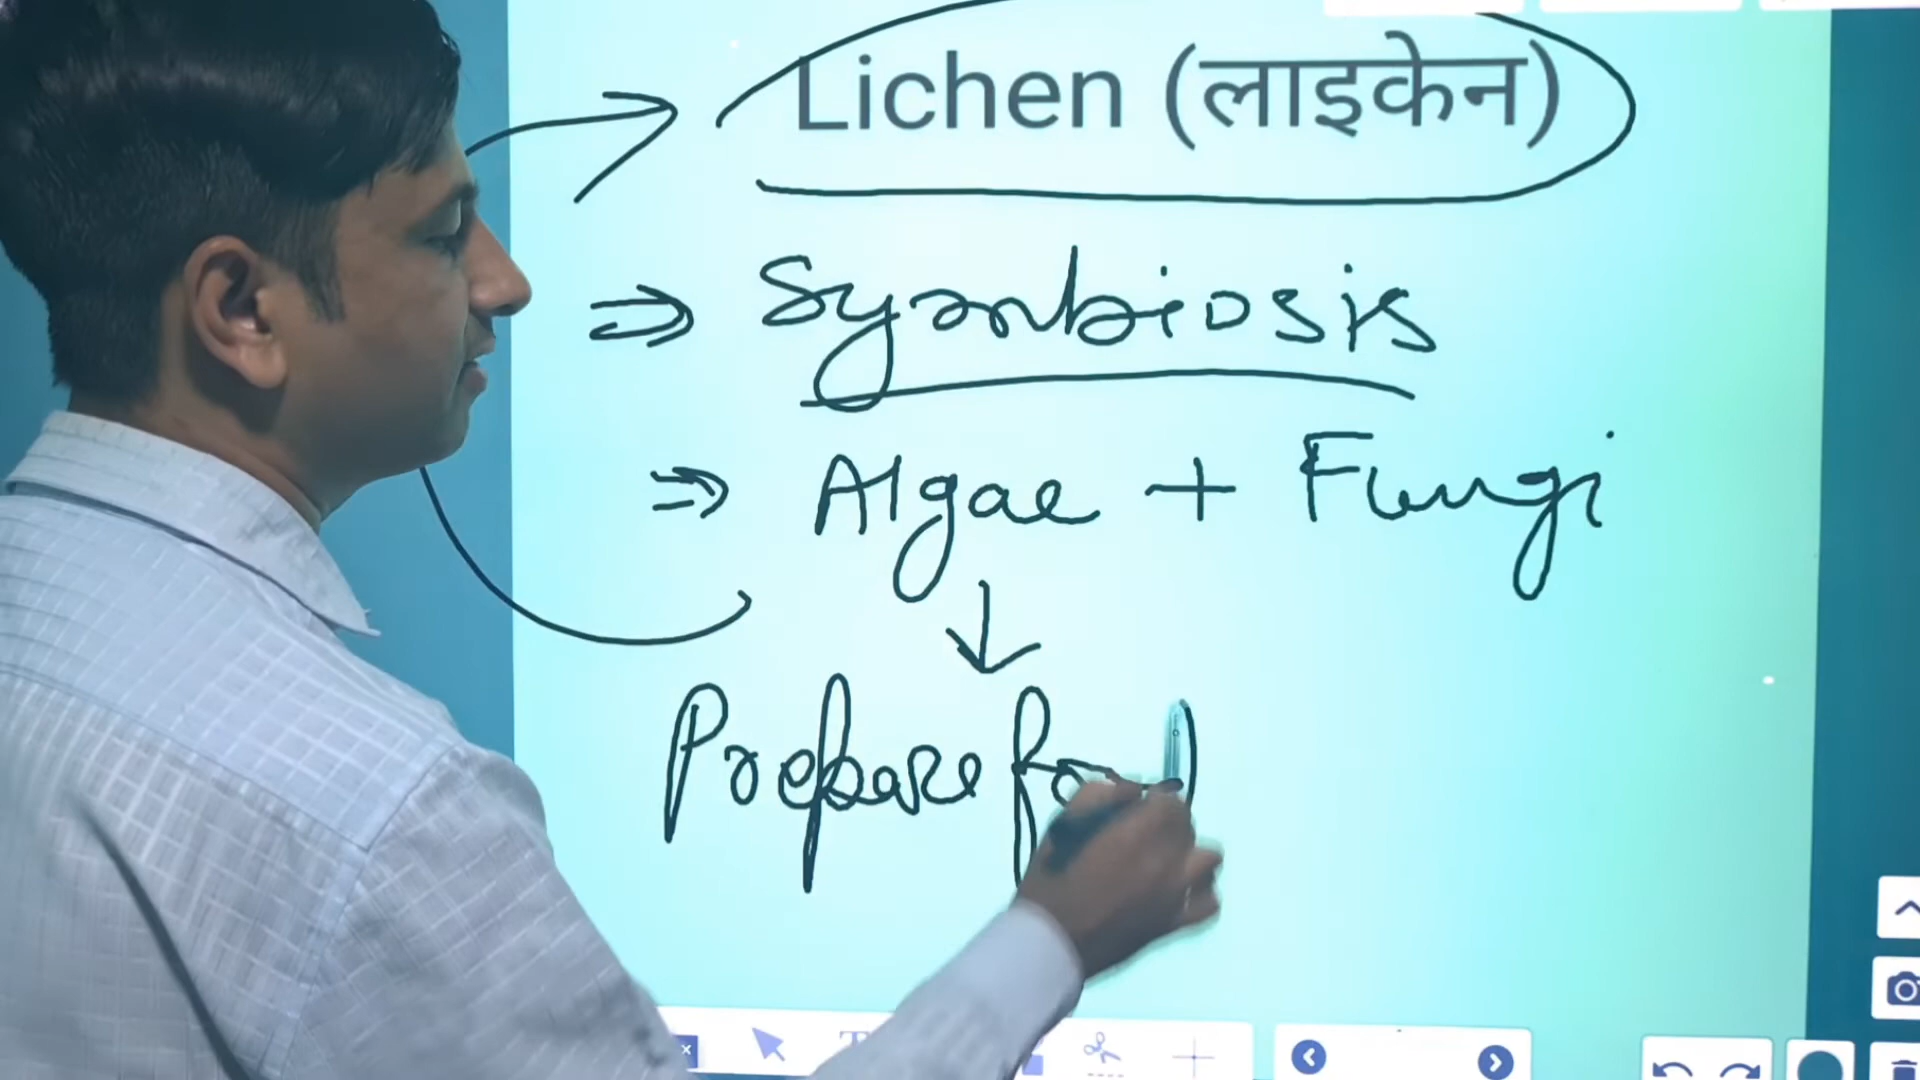 Lichen (लाइकेन)
⇒ Symbiosis
⇒ Algae + Fungi
↓
Prepare